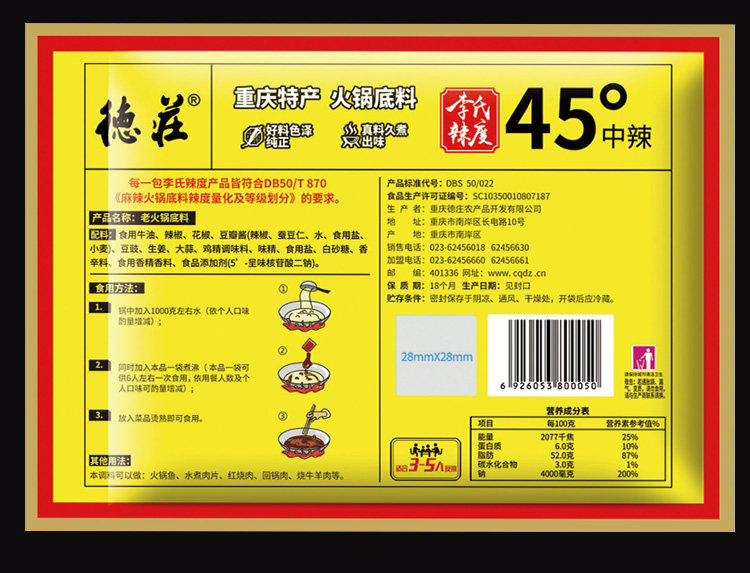 德莊®
重庆特产 火锅底料
好料色泽
纯正
真料久煮
出味
李氏
辣度
45°中辣
每一包李氏辣度产品皆符合DB50/T 870
《麻辣火锅底料辣度量化及等级划分》的要求。
产品名称：老火锅底料
配料：食用牛油、辣椒、花椒、豆瓣酱(辣椒、蚕豆仁、水、食用盐、
小麦)、豆豉、生姜、大蒜、鸡精调味料、味精、食用盐、白砂糖、香
辛料、食用香精香料、食品添加剂(5’-呈味核苷酸二钠)。
食用方法：
1.
锅中加入1000克左右水（依个人口味
酌量增减）;
①
2.
同时加入本品一袋煮沸（本品一袋可
供6人左右一次食用，依用餐人数及个
人口味可酌量增减）;
②
3.
放入菜品烫熟即可食用。
③
其他用法：
本调料可以做：火锅鱼、水煮肉片、红烧肉、回锅肉、烧牛羊肉等。
产品标准代号：DBS 50/022
食品生产许可证编号：SC10350010807187
生 产 者：重庆德庄农产品开发有限公司
地 址：重庆市南岸区长电路10号
产 地：重庆市南岸区
销售电话：023-62456018 62456630
加盟电话：023-62456660 62456661
邮 编：401336 网址：www.cqdz.cn
保 质 期：18个月 生产日期：见封口
贮存条件：密封保存于阴凉、通风、干燥处，开袋后应冷藏。
28mmX28mm
6 926053 800050
请保持城市清洁卫生
适合3-5人食用
营养成分表
项目 每100克 营养素参考值%
能量 2077千焦 25%
蛋白质 6.0克 10%
脂肪 52.0克 87%
碳水化合物 3.0克 1%
钠 4000毫克 200%